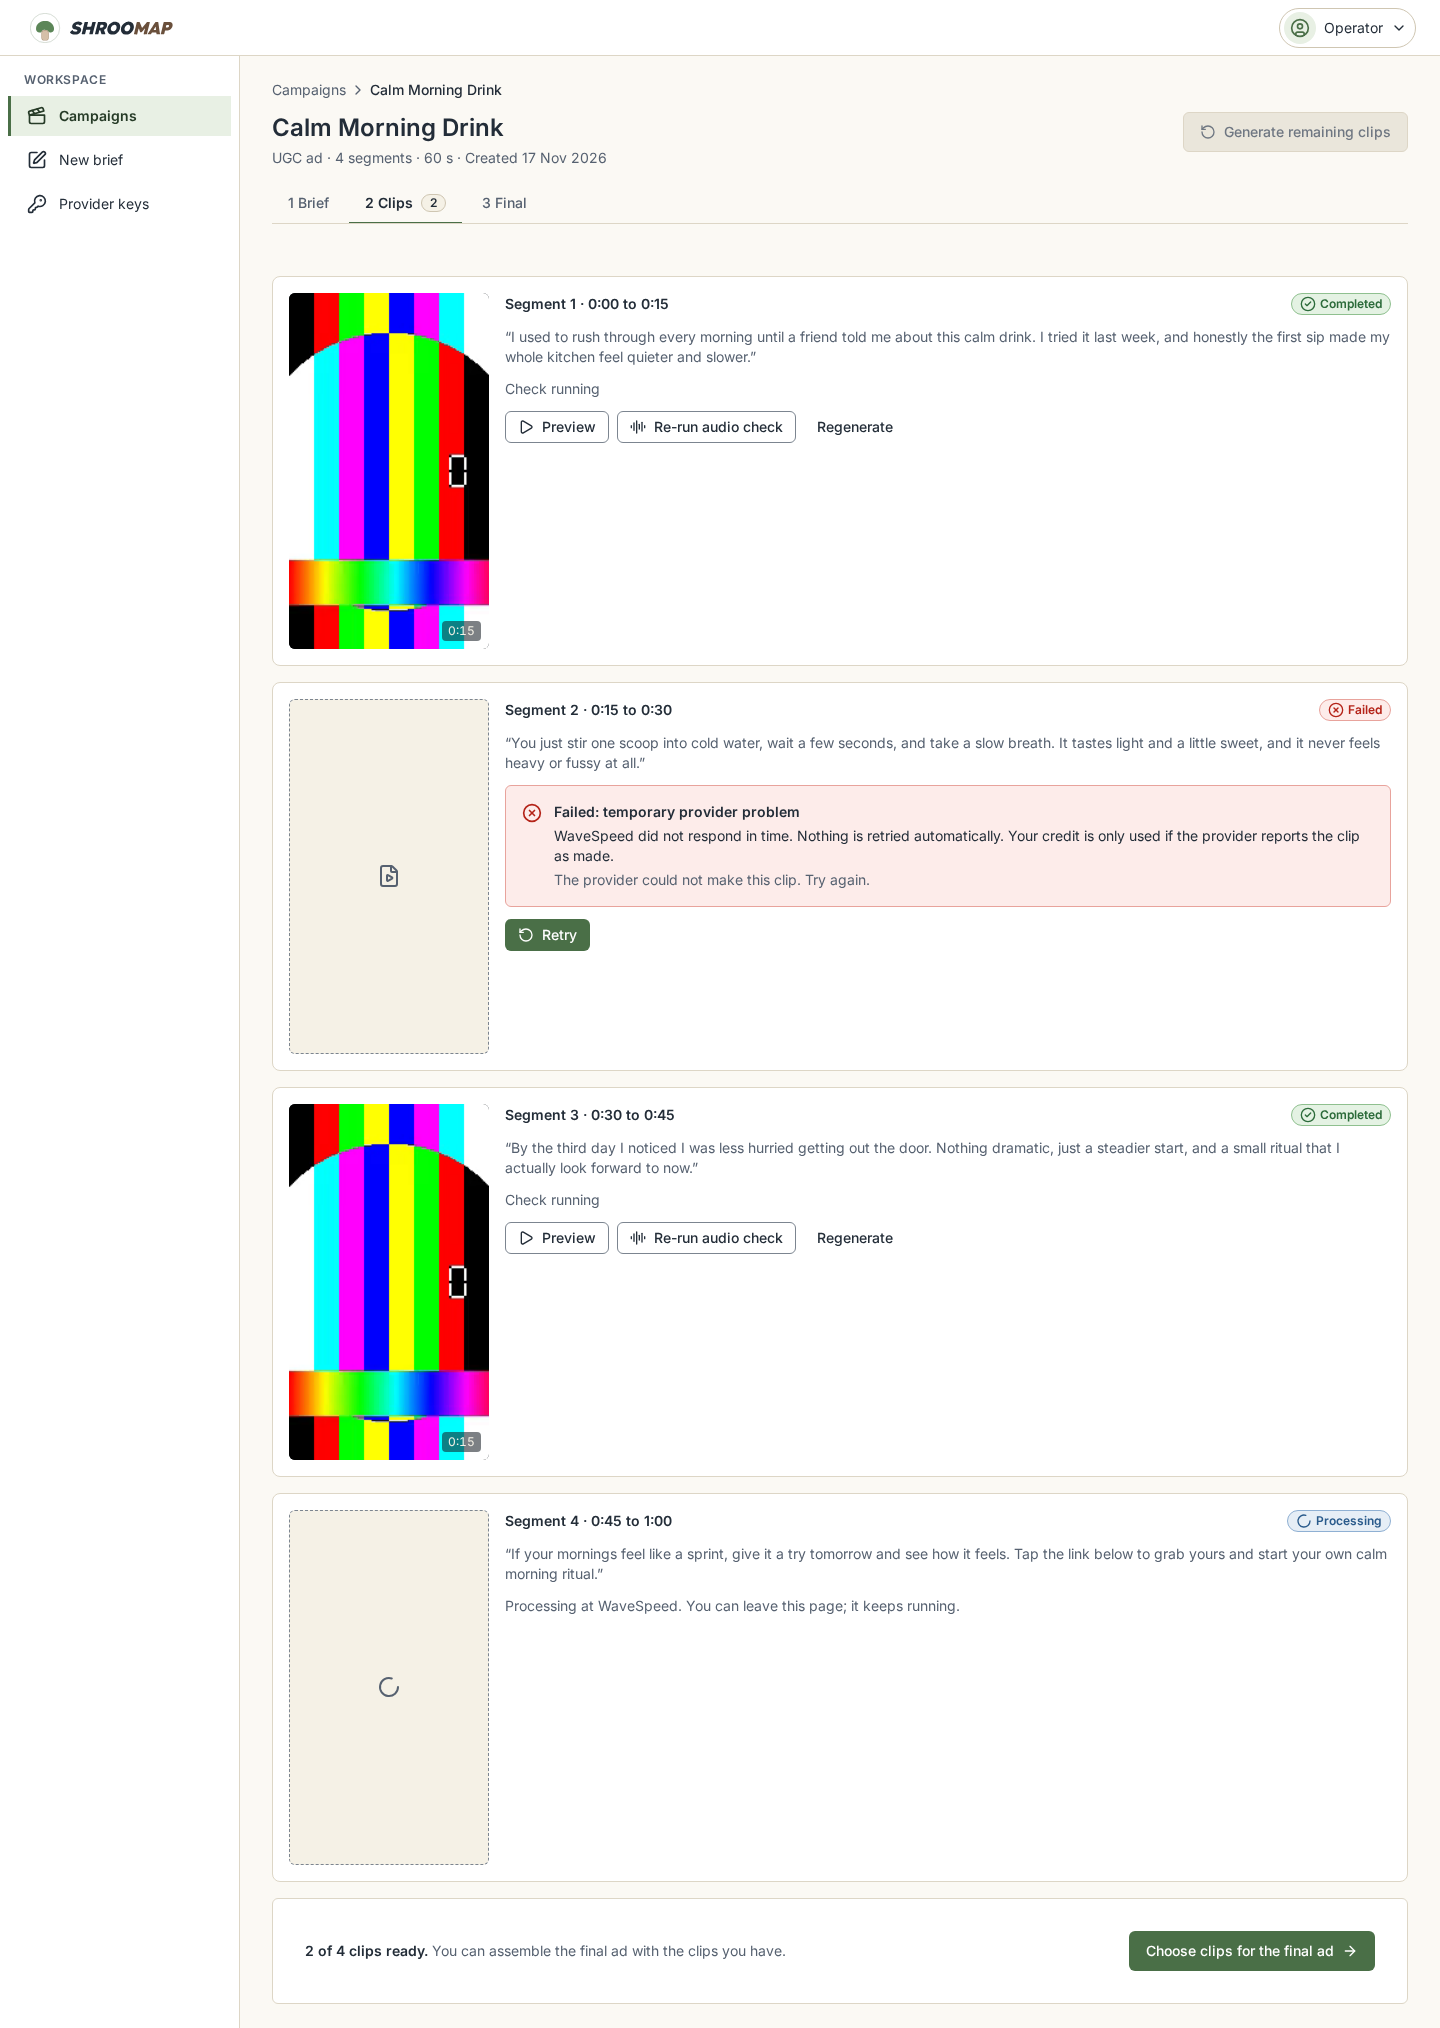 SHROOMAP
Operator
WORKSPACE
Campaigns
New brief
Provider keys
Campaigns > Calm Morning Drink
Calm Morning Drink
Generate remaining clips
UGC ad · 4 segments · 60 s · Created 17 Nov 2026
1 Brief
2 Clips 2
3 Final
Segment 1 · 0:00 to 0:15
Completed
“I used to rush through every morning until a friend told me about this calm drink. I tried it last week, and honestly the first sip made my
whole kitchen feel quieter and slower.”
Check running
Preview
Re-run audio check
Regenerate
0
0:15
Segment 2 · 0:15 to 0:30
Failed
“You just stir one scoop into cold water, wait a few seconds, and take a slow breath. It tastes light and a little sweet, and it never feels
heavy or fussy at all.”
Failed: temporary provider problem
WaveSpeed did not respond in time. Nothing is retried automatically. Your credit is only used if the provider reports the clip
as made.
The provider could not make this clip. Try again.
Retry
Segment 3 · 0:30 to 0:45
Completed
“By the third day I noticed I was less hurried getting out the door. Nothing dramatic, just a steadier start, and a small ritual that I
actually look forward to now.”
Check running
Preview
Re-run audio check
Regenerate
0
0:15
Segment 4 · 0:45 to 1:00
Processing
“If your mornings feel like a sprint, give it a try tomorrow and see how it feels. Tap the link below to grab yours and start your own calm
morning ritual.”
Processing at WaveSpeed. You can leave this page; it keeps running.
2 of 4 clips ready. You can assemble the final ad with the clips you have.
Choose clips for the final ad